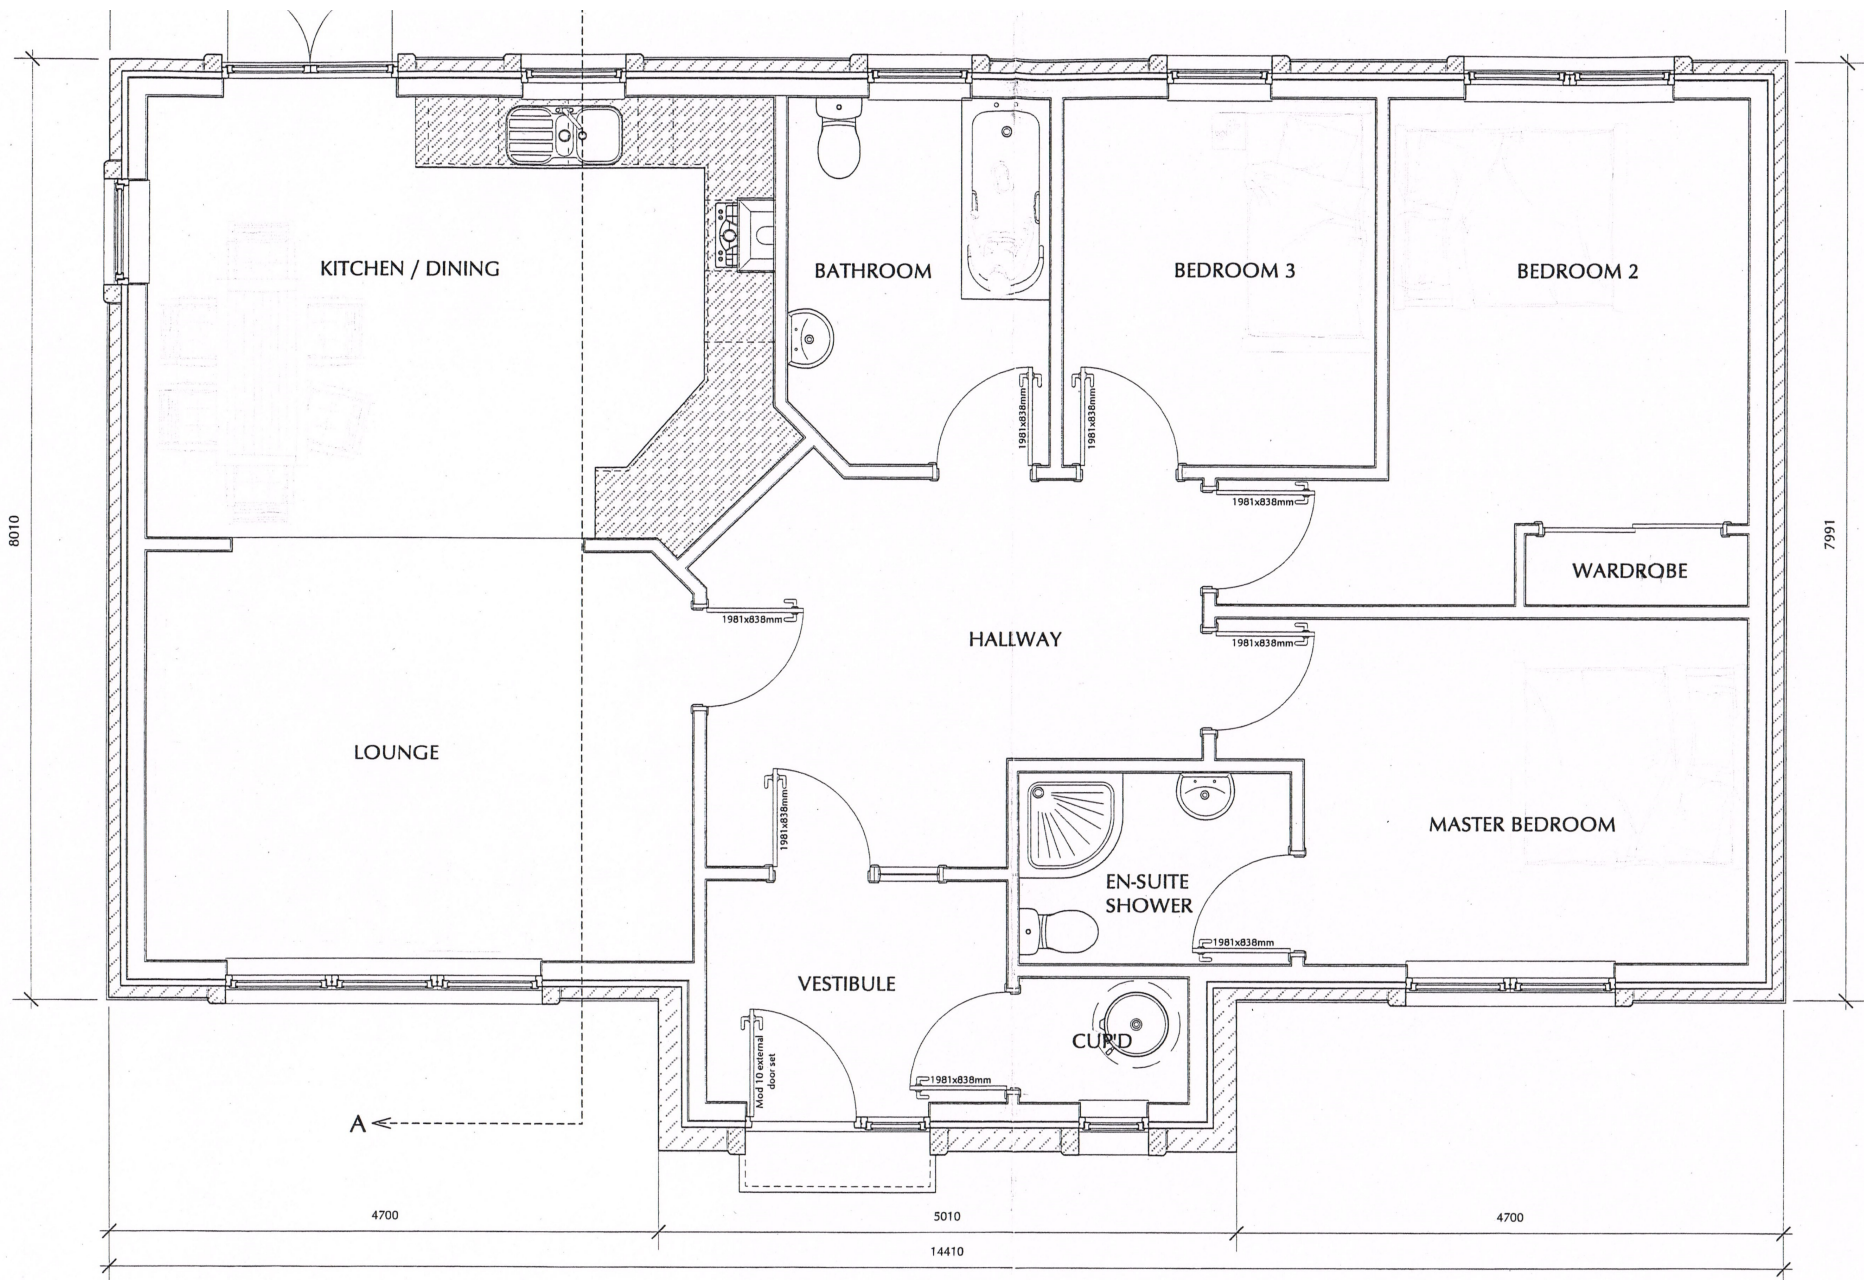 KITCHEN / DINING
BATHROOM
BEDROOM 3
BEDROOM 2
1981x838mm
1981x838mm
1981x838mm
8010
7991
WARDROBE
1981x838mm
HALLWAY
1981x838mm
LOUNGE
1981x838mm
MASTER BEDROOM
EN-SUITE
SHOWER
1981x838mm
VESTIBULE
CUP'D
Mod 10 external
door set
1981x838mm
A
4700
5010
4700
14410